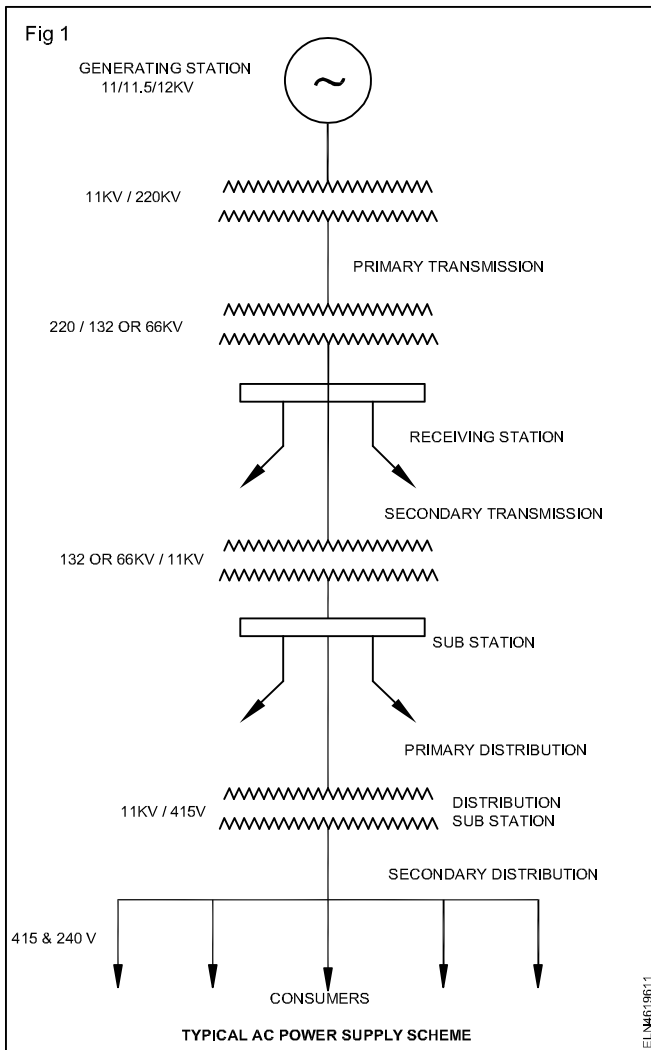 Fig 1
GENERATING STATION
11/11.5/12KV
~
11KV / 220KV
PRIMARY TRANSMISSION
220 / 132 OR 66KV
RECEIVING STATION
SECONDARY TRANSMISSION
132 OR 66KV / 11KV
SUB STATION
PRIMARY DISTRIBUTION
11KV / 415V
DISTRIBUTION
SUB STATION
SECONDARY DISTRIBUTION
415 & 240 V
CONSUMERS
TYPICAL AC POWER SUPPLY SCHEME
ELN4619611